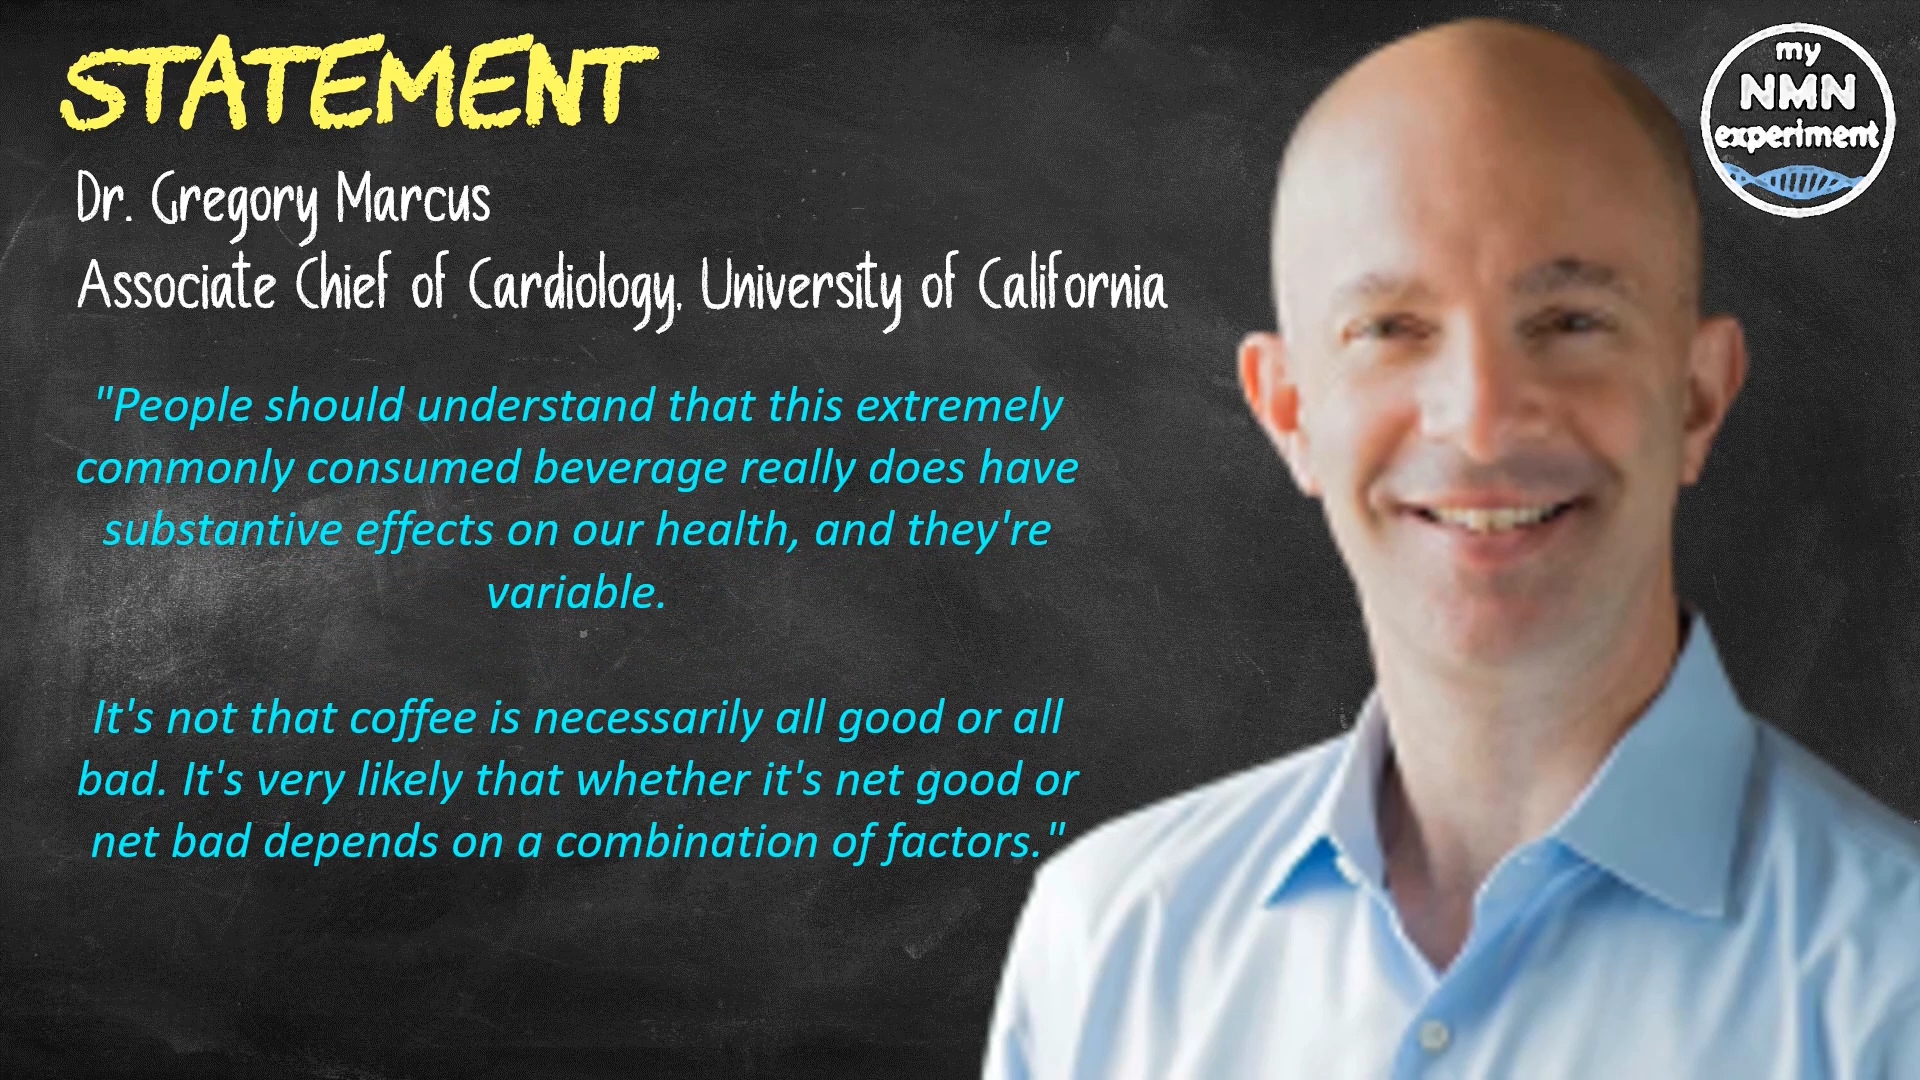 STATEMENT
Dr. Gregory Marcus
Associate Chief of Cardiology, University of California
"People should understand that this extremely
commonly consumed beverage really does have
substantive effects on our health, and they're
variable.
It's not that coffee is necessarily all good or all
bad. It's very likely that whether it's net good or
net bad depends on a combination of factors."
my
NMN
experiment